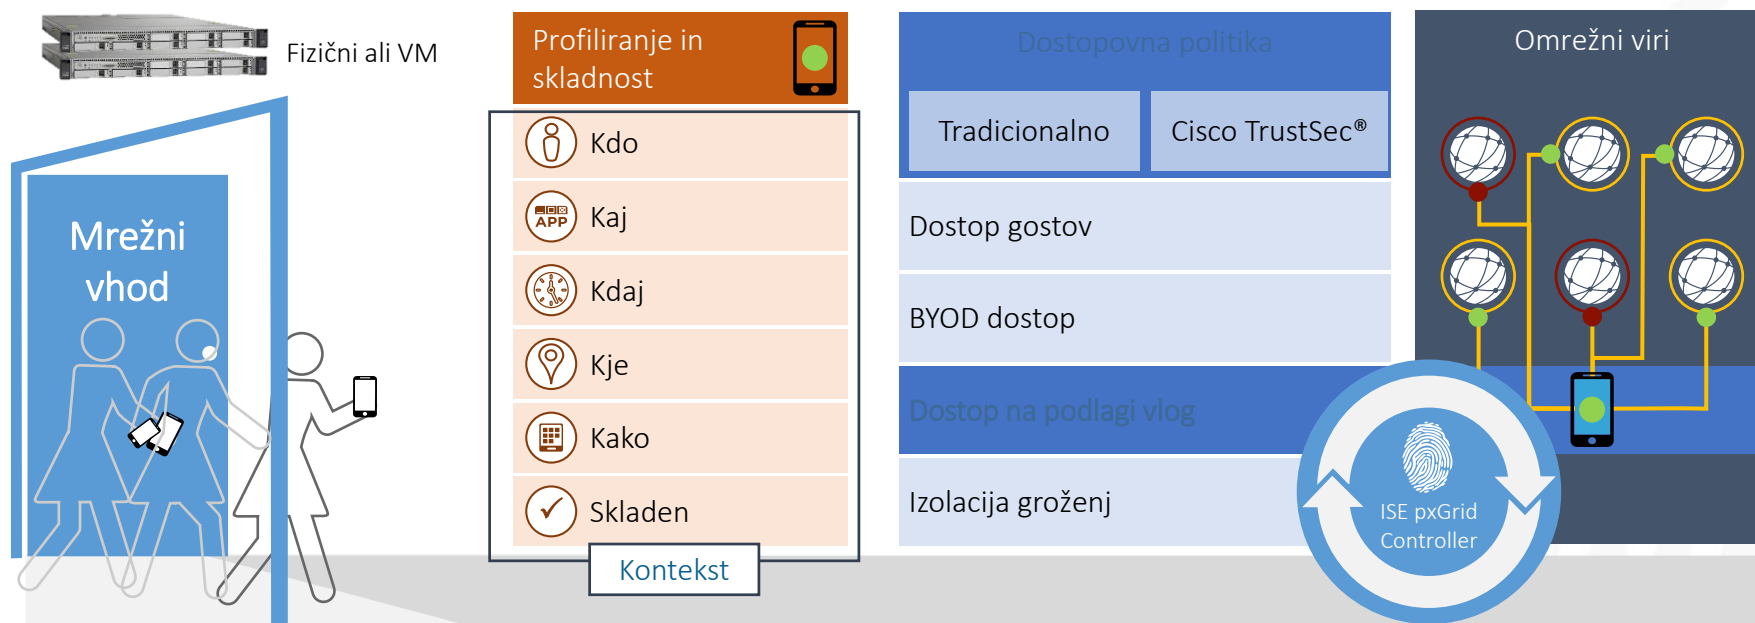 Fizični ali VM
Mrežni
vhod
Profiliranje in
skladnost
Kdo
APP
Kaj
Kdaj
Kje
Kako
Skladen
Kontekst
Dostopovna politika
Tradicionalno
Cisco TrustSec®
Dostop gostov
BYOD dostop
Dostop na podlagi vlog
Izolacija groženj
Omrežni viri
ISE pxGrid
Controller